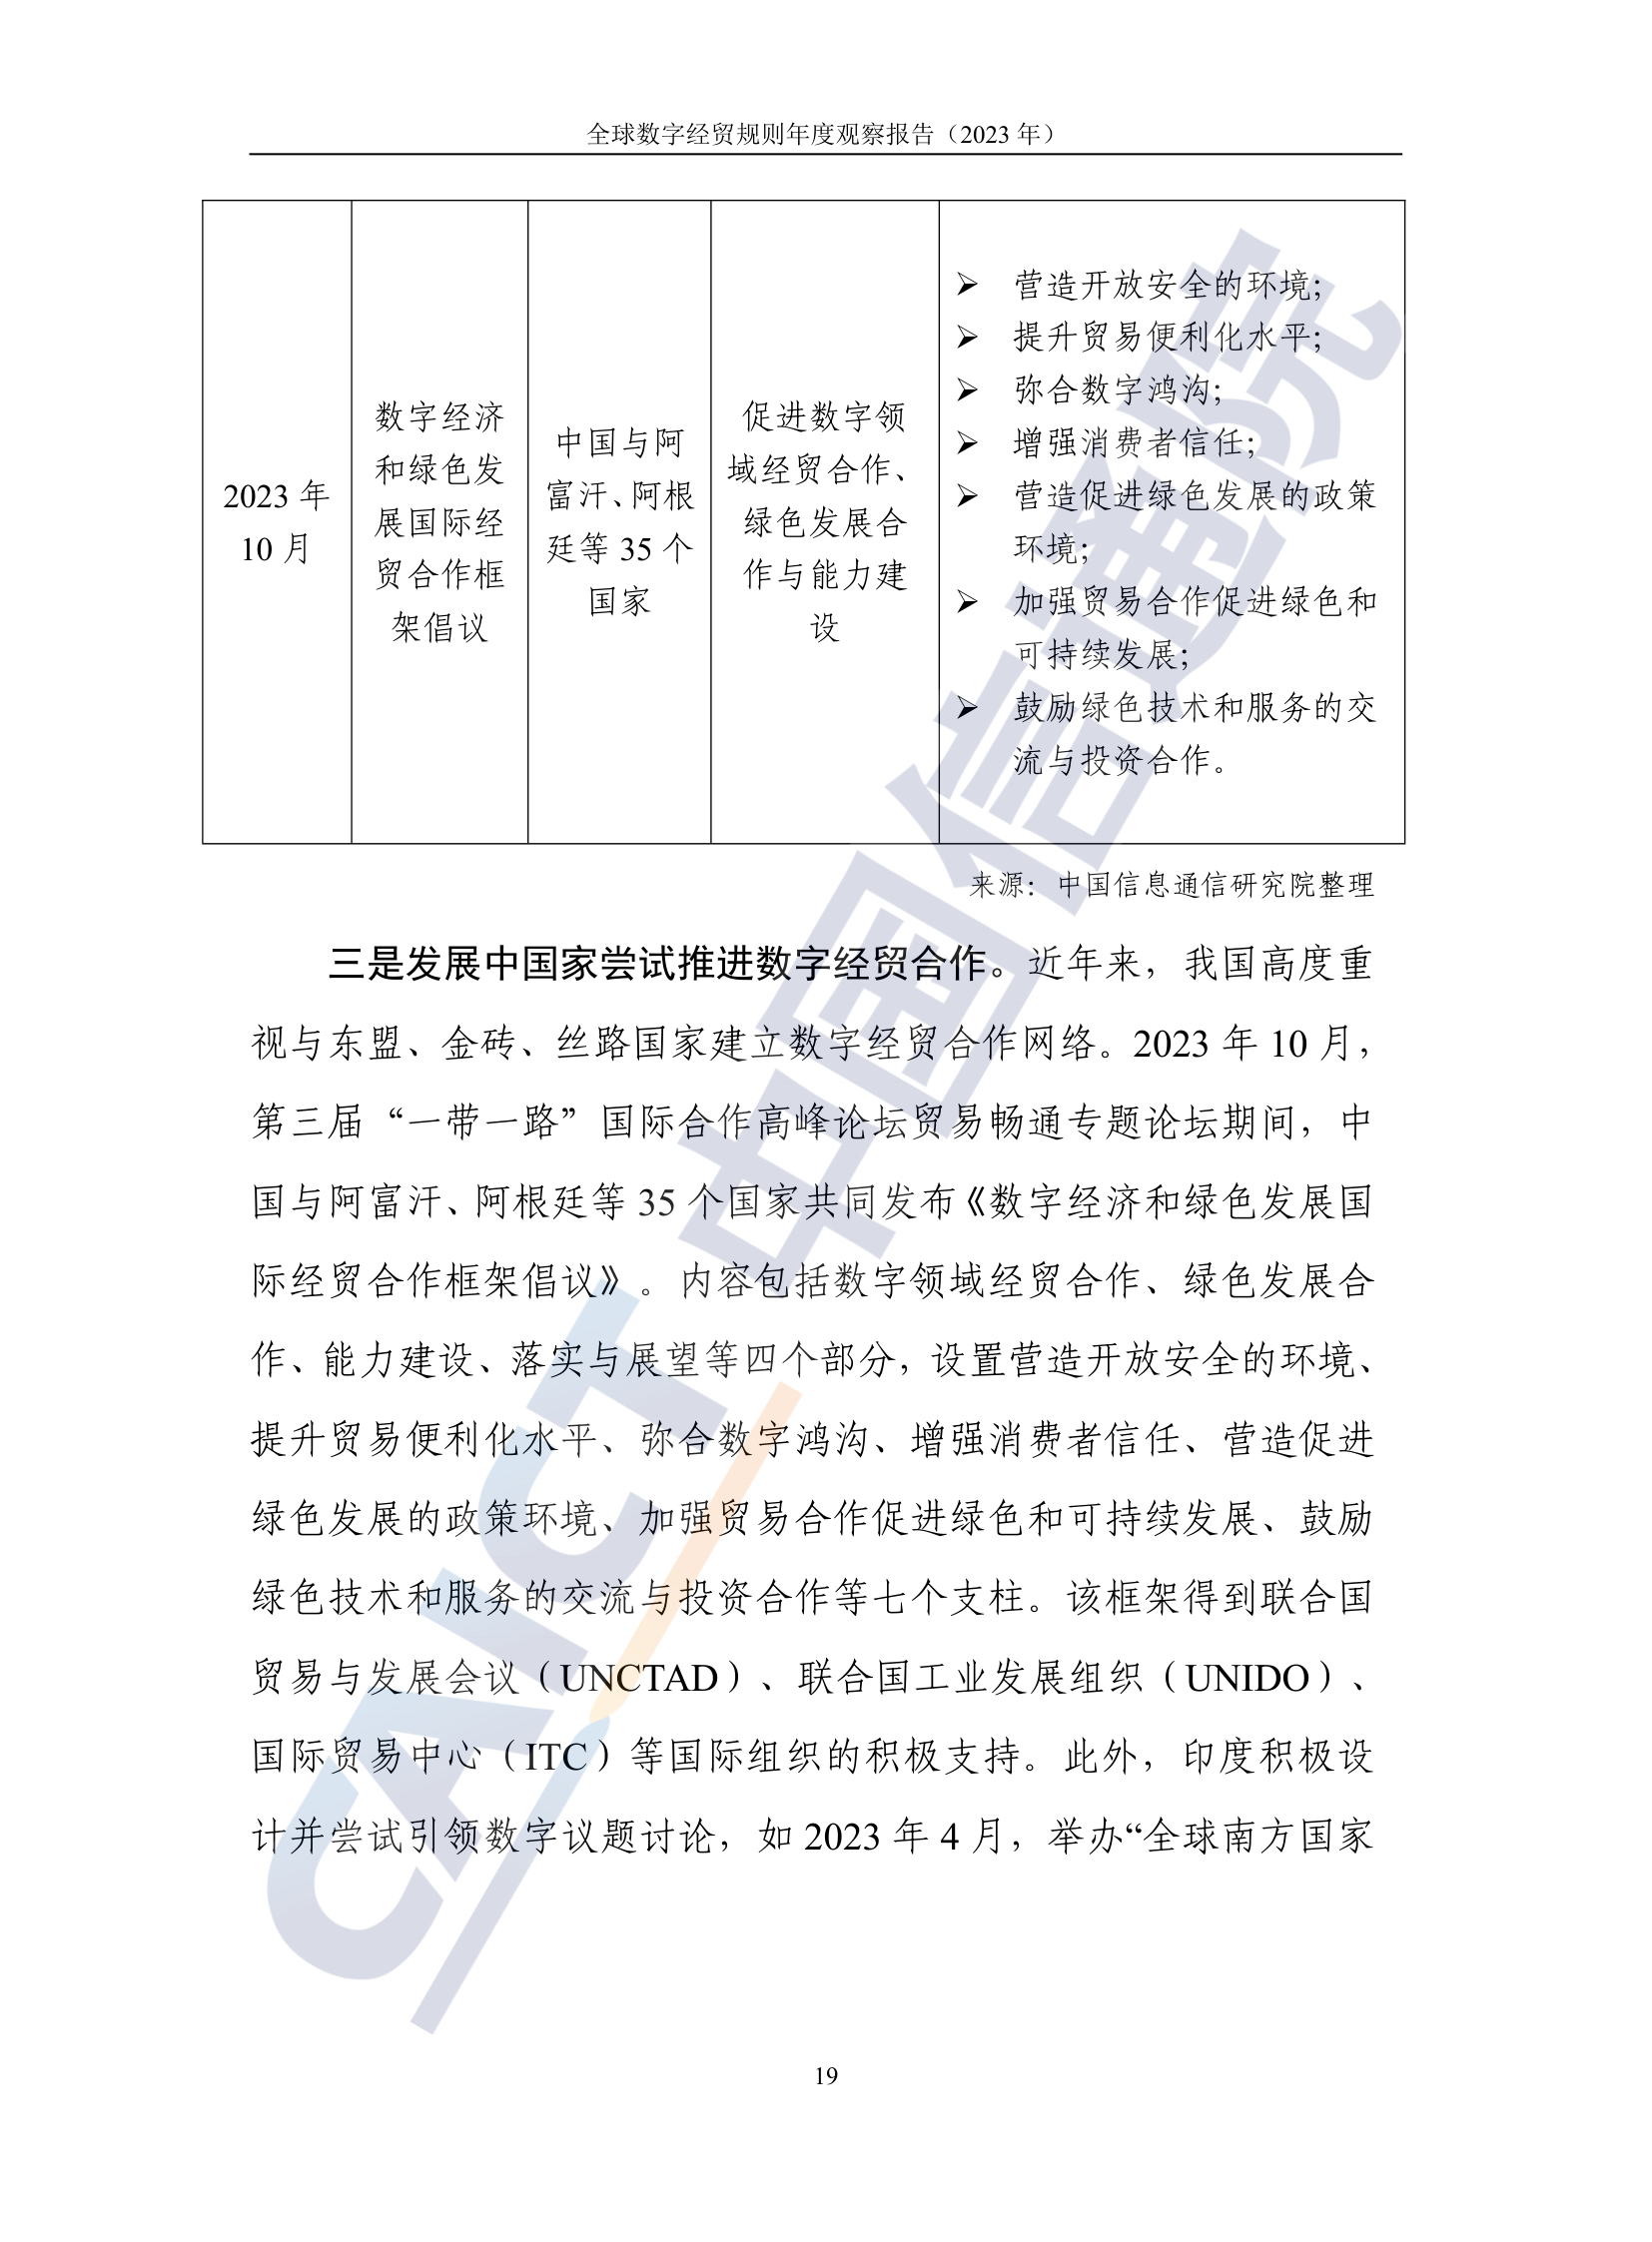 全球数字经贸规则年度观察报告（2023 年）
2023 年
10 月
数字经济
和绿色发
展国际经
贸合作框
架倡议
中国与阿
富汗、阿根
廷等 35 个
国家
促进数字领
域经贸合作、
绿色发展合
作与能力建
设
➢ 营造开放安全的环境；
➢ 提升贸易便利化水平；
➢ 弥合数字鸿沟；
➢ 增强消费者信任；
➢ 营造促进绿色发展的政策
环境；
➢ 加强贸易合作促进绿色和
可持续发展；
➢ 鼓励绿色技术和服务的交
流与投资合作。
来源：中国信息通信研究院整理
三是发展中国家尝试推进数字经贸合作。近年来，我国高度重
视与东盟、金砖、丝路国家建立数字经贸合作网络。2023 年 10 月，
第三届“一带一路”国际合作高峰论坛贸易畅通专题论坛期间，中
国与阿富汗、阿根廷等 35 个国家共同发布《数字经济和绿色发展国
际经贸合作框架倡议》。内容包括数字领域经贸合作、绿色发展合
作、能力建设、落实与展望等四个部分，设置营造开放安全的环境、
提升贸易便利化水平、弥合数字鸿沟、增强消费者信任、营造促进
绿色发展的政策环境、加强贸易合作促进绿色和可持续发展、鼓励
绿色技术和服务的交流与投资合作等七个支柱。该框架得到联合国
贸易与发展会议（UNCTAD）、联合国工业发展组织（UNIDO）、
国际贸易中心（ITC）等国际组织的积极支持。此外，印度积极设
计并尝试引领数字议题讨论，如 2023 年 4 月，举办“全球南方国家
19
CAICT 中国信通院